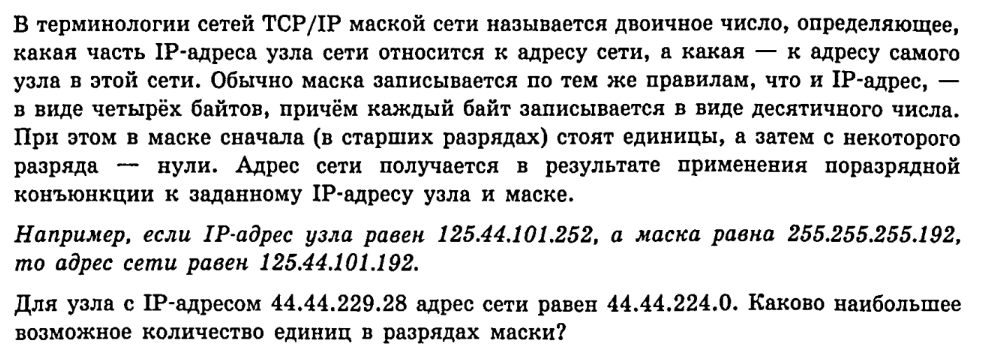 В терминологии сетей TCP/IP маской сети называется двоичное число, определяющее,
какая часть IP-адреса узла сети относится к адресу сети, а какая — к адресу самого
узла в этой сети. Обычно маска записывается по тем же правилам, что и IP-адрес, —
в виде четырёх байтов, причём каждый байт записывается в виде десятичного числа.
При этом в маске сначала (в старших разрядах) стоят единицы, а затем с некоторого
разряда — нули. Адрес сети получается в результате применения поразрядной
конъюнкции к заданному IP-адресу узла и маске.
Например, если IP-адрес узла равен 125.44.101.252, а маска равна 255.255.255.192,
то адрес сети равен 125.44.101.192.
Для узла с IP-адресом 44.44.229.28 адрес сети равен 44.44.224.0. Каково наибольшее
возможное количество единиц в разрядах маски?